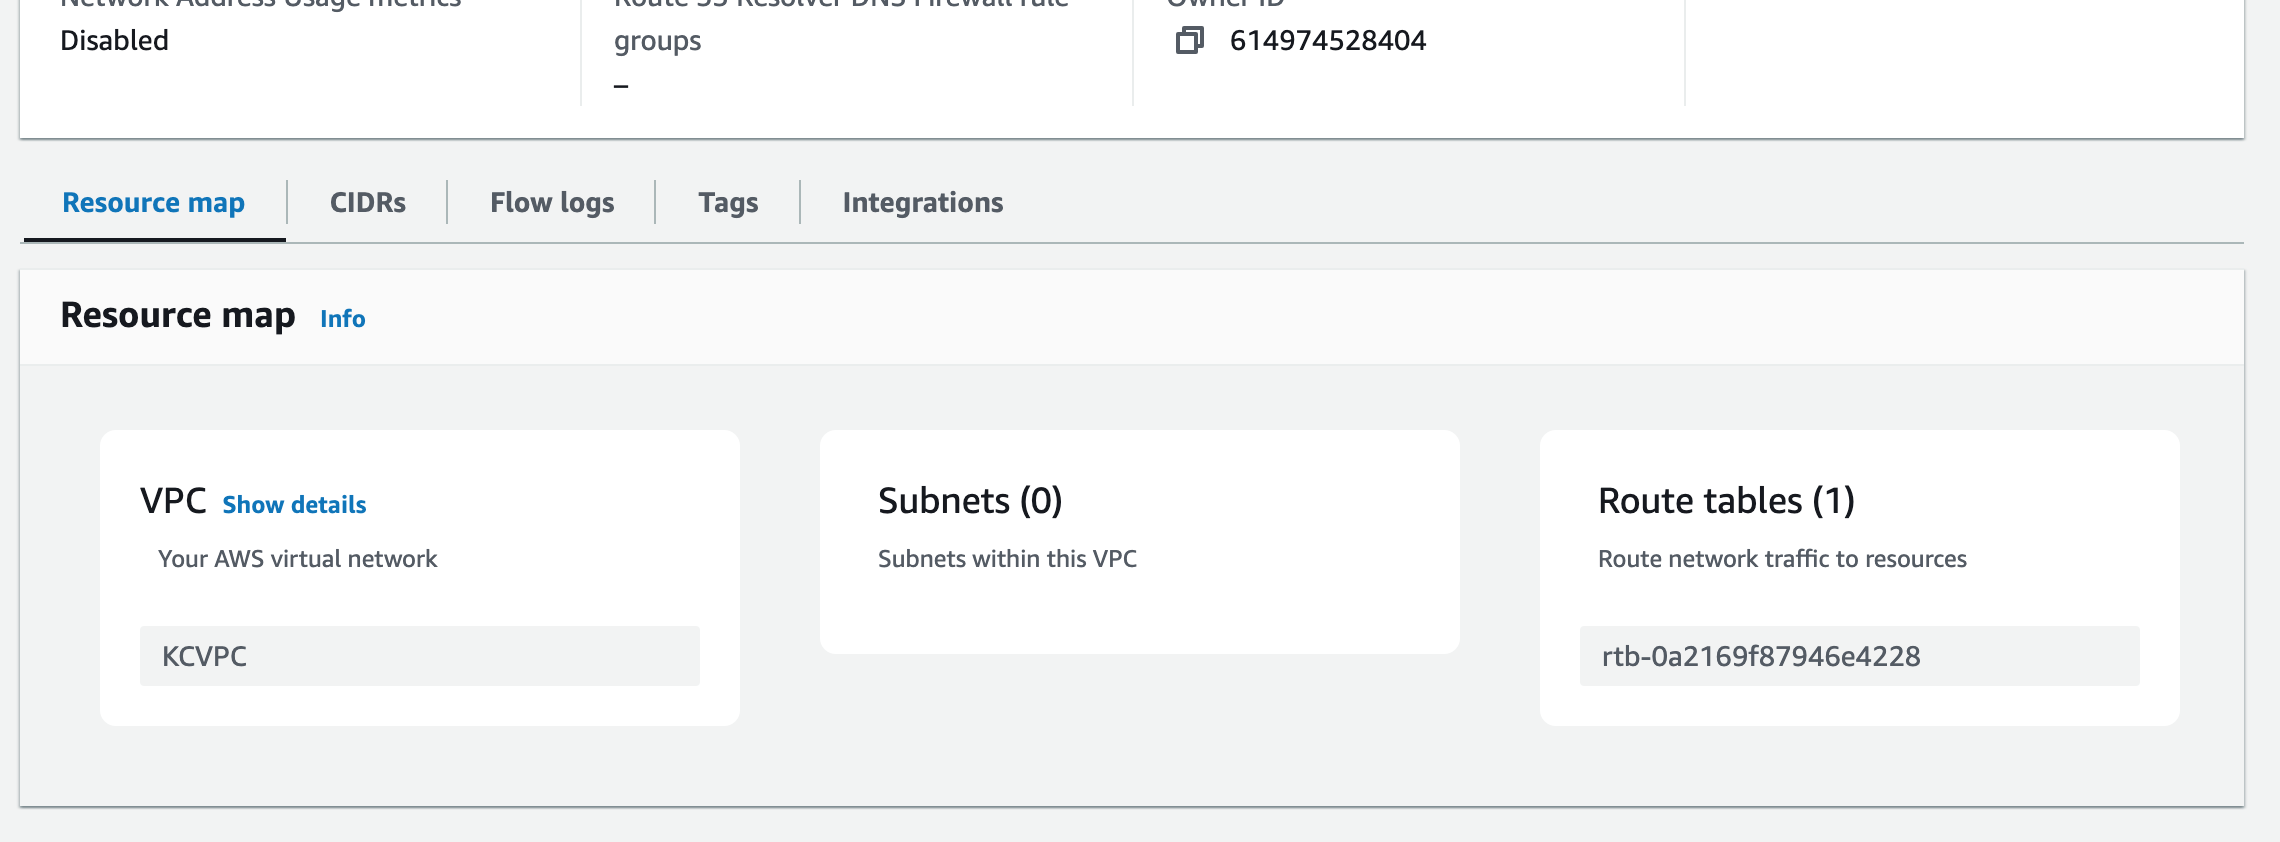 Network Address Usage metrics
Disabled
Route 53 Resolver DNS Firewall rule
groups
–
Owner ID
614974528404
Resource map
CIDRs
Flow logs
Tags
Integrations
Resource map Info
VPC Show details
Your AWS virtual network
KCVPC
Subnets (0)
Subnets within this VPC
Route tables (1)
Route network traffic to resources
rtb-0a2169f87946e4228